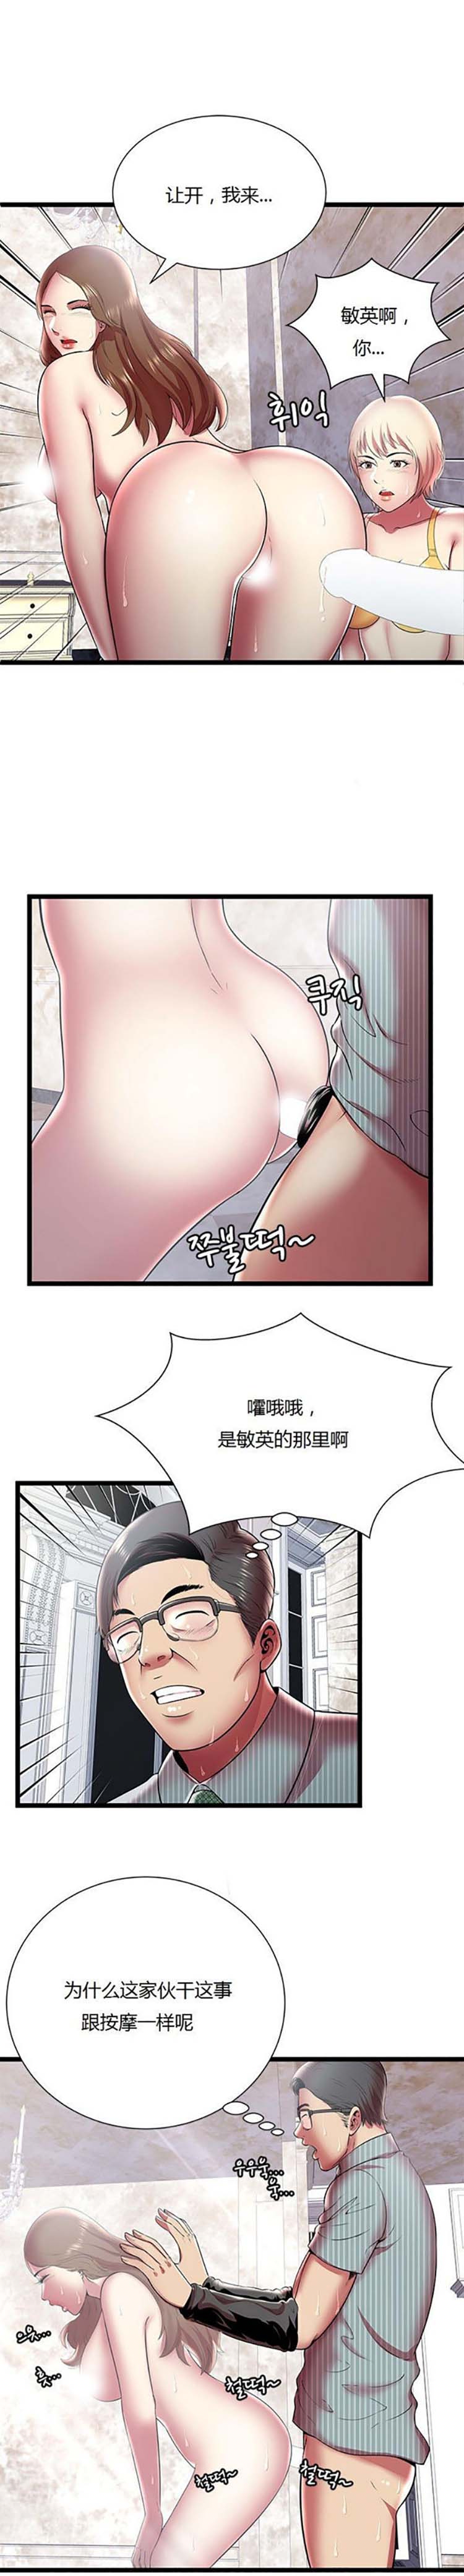 让开，我来...
敏英啊，
你...
휘익
쿠직
쭈붋떡~
嚯哦哦，
是敏英的那里啊
为什么这家伙干这事
跟按摩一样呢
우우욱...
욱...
으읏...
흣...
철떡~
철떡~
철떡~